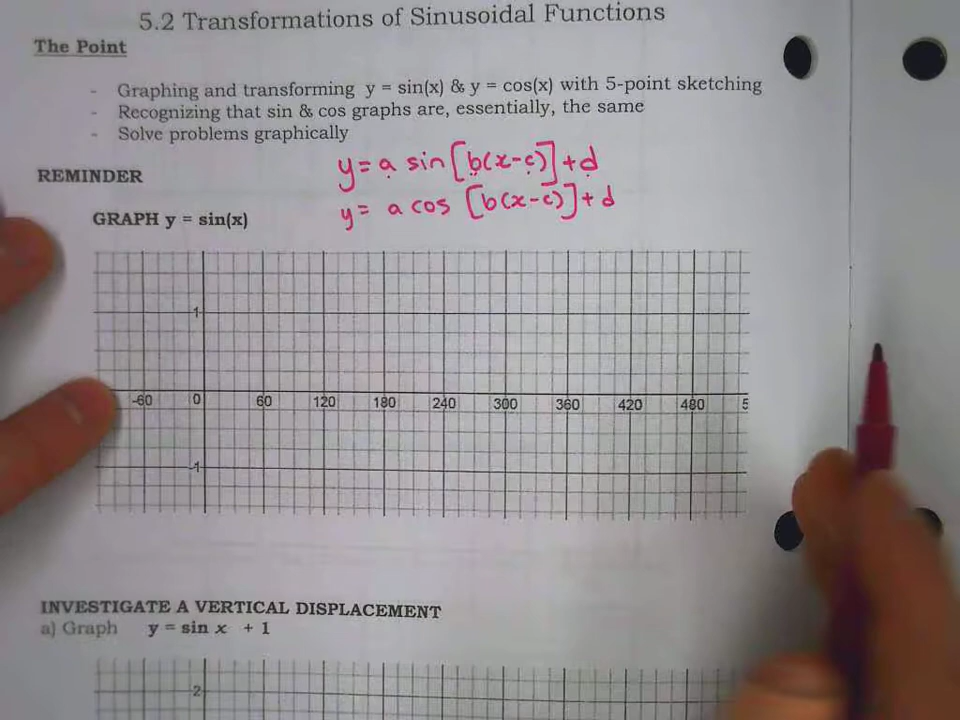 5.2 Transformations of Sinusoidal Functions
The Point
- Graphing and transforming y = sin(x) & y = cos(x) with 5-point sketching
- Recognizing that sin & cos graphs are, essentially, the same
- Solve problems graphically
y = a sin [b(x-c)] + d
REMINDER
y = a cos [b(x-c)] + d
GRAPH y = sin(x)
1
-60 0 60 120 180 240 300 360 420 480 5
-1
INVESTIGATE A VERTICAL DISPLACEMENT
a) Graph y = sin x + 1
2